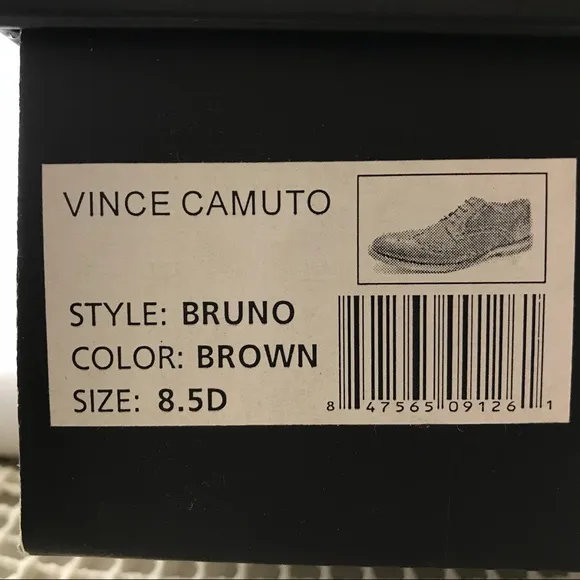 VINCE CAMUTO
STYLE: BRUNO
COLOR: BROWN
SIZE: 8.5D
8 47565 09126 1